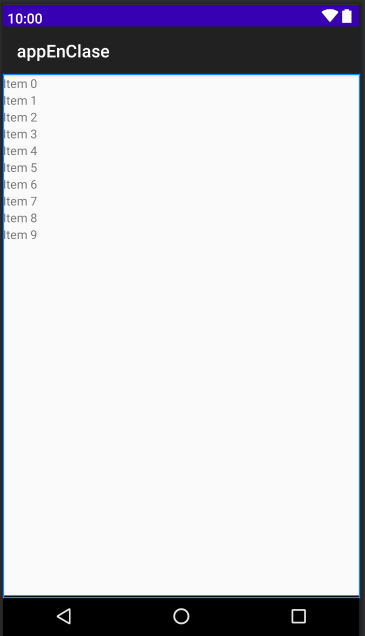 10:00
appEnClase
Item 0
Item 1
Item 2
Item 3
Item 4
Item 5
Item 6
Item 7
Item 8
Item 9